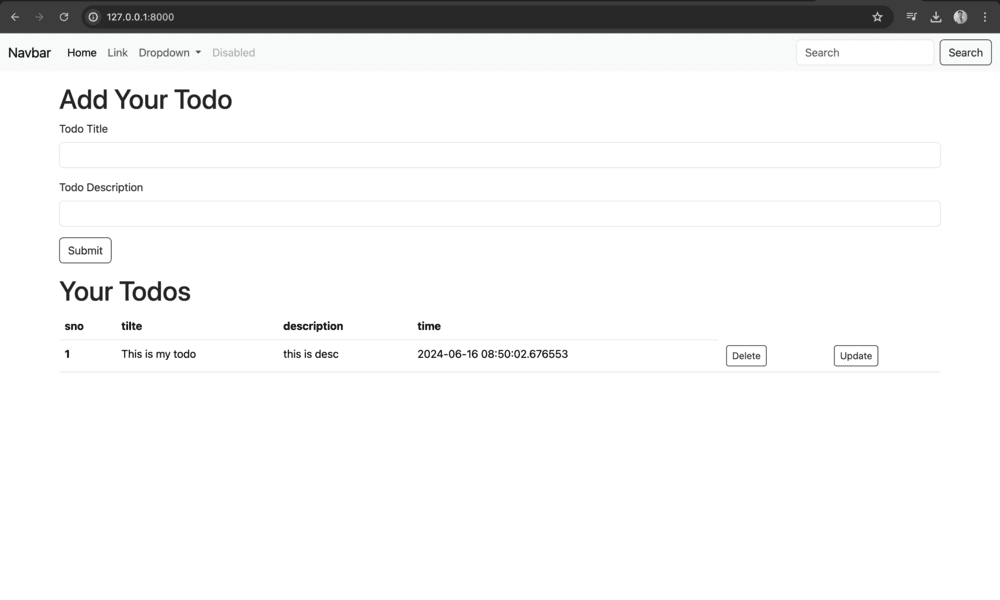 127.0.0.1:8000
Navbar Home Link Dropdown Disabled Search Search
Add Your Todo
Todo Title
Todo Description
Submit
Your Todos
sno tilte description time
1 This is my todo this is desc 2024-06-16 08:50:02.676553 Delete Update